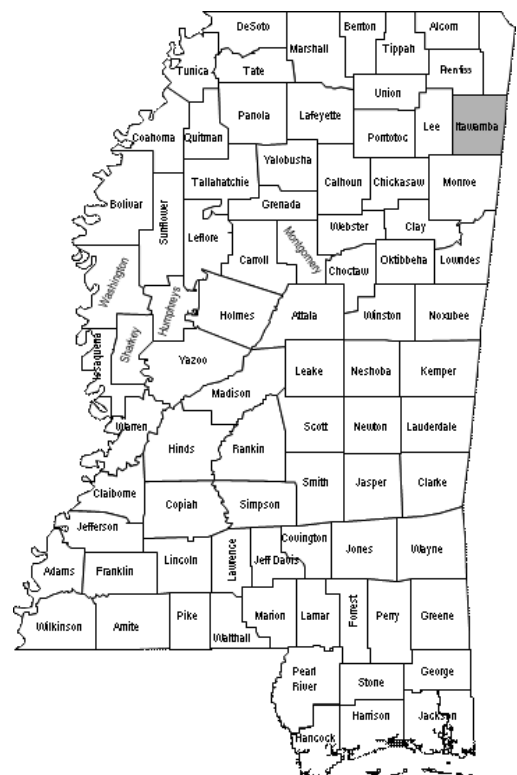 DeSoto
Benton
Alcorn
Marshall
Tippah
Tunica
Tate
Prentiss
Union
Panola
Lafeyette
Lee
Itawamba
Coahoma
Quitman
Pontotoc
Yalobusha
Tallahatchie
Calhoun
Chickasaw
Monroe
Bolivar
Sunflower
Grenada
Leflore
Webster
Clay
Montgomery
Carroll
Choctaw
Oktibbeha
Lowndes
Washington
Humphreys
Holmes
Attala
Winston
Noxubee
Sharkey
Issaquena
Yazoo
Leake
Neshoba
Kemper
Madison
Warren
Scott
Newton
Lauderdale
Hinds
Rankin
Smith
Jasper
Clarke
Claiborne
Copiah
Simpson
Jefferson
Covington
Lincoln
Lawrence
Jeff Davis
Jones
Wayne
Adams
Franklin
Wilkinson
Amite
Pike
Walthall
Marion
Lamar
Forrest
Perry
Greene
Pearl
River
Stone
George
Hancock
Harrison
Jackson